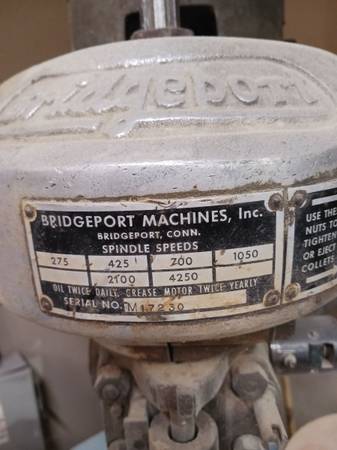 Bridgeport
BRIDGEPORT MACHINES, Inc.
BRIDGEPORT, CONN.
SPINDLE SPEEDS
275 425 700 1050
2100 4250
OIL TWICE DAILY. GREASE MOTOR TWICE YEARLY
SERIAL NO. M17230
USE THE
NUTS TO
TIGHTEN
OR EJECT
COLLETS